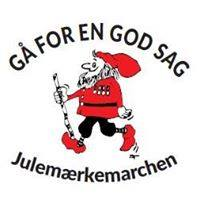 GÅ FOR EN GOD SAG
Julemærkemarchen